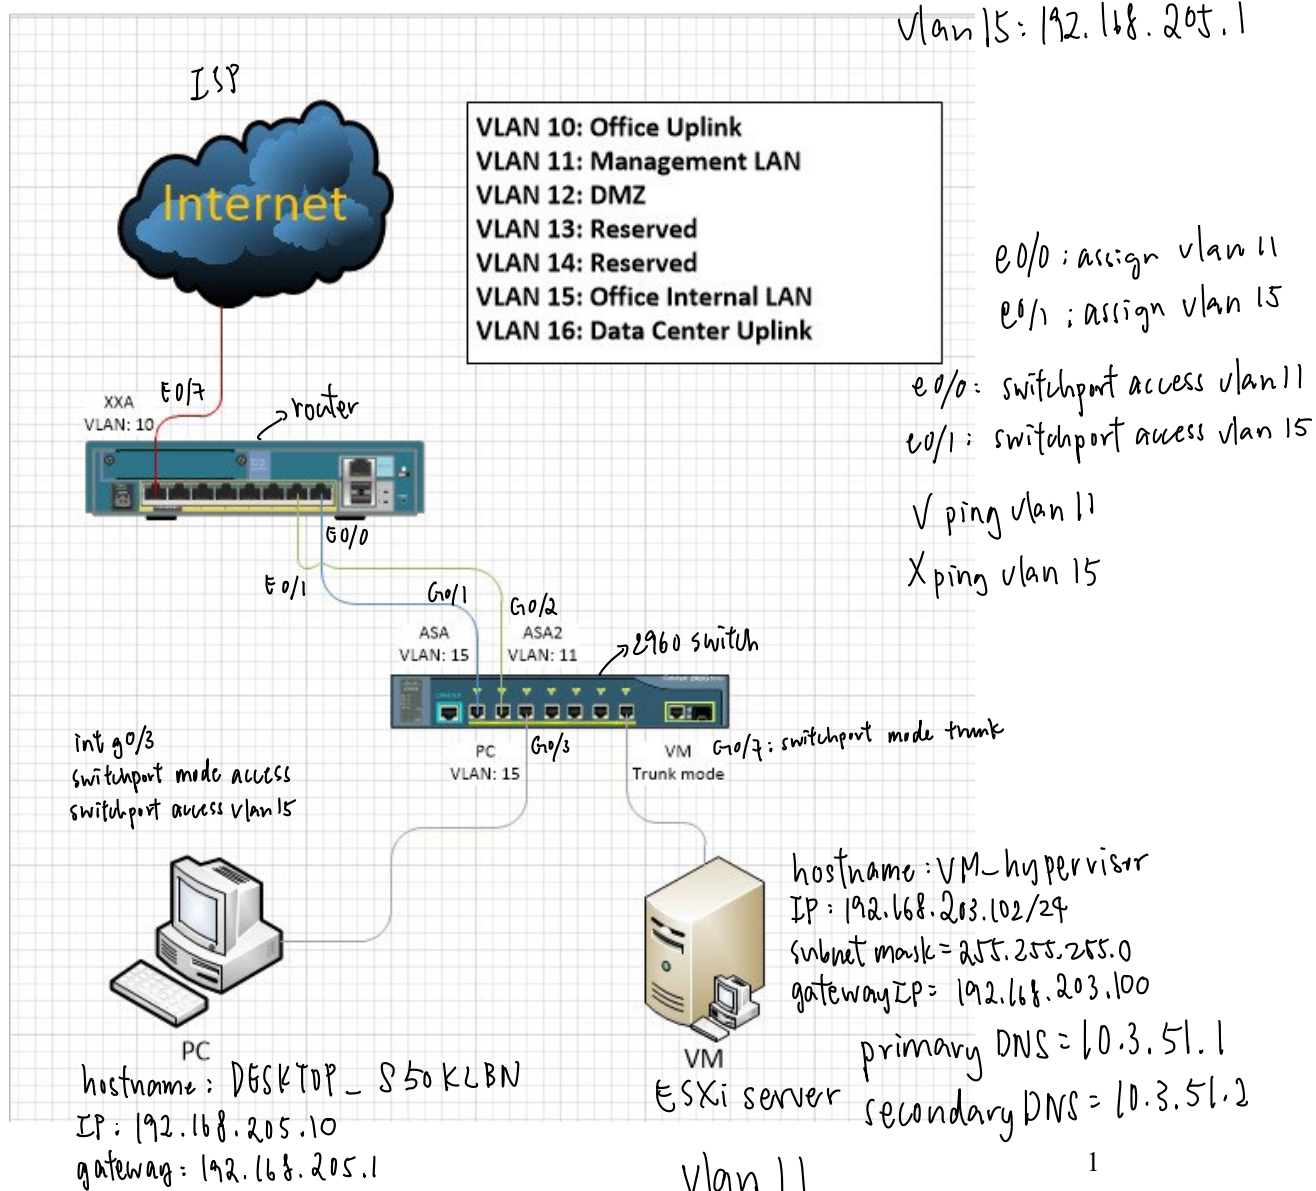 vlan 15: 192.168.205.1
ISP
Internet
VLAN 10: Office Uplink
VLAN 11: Management LAN
VLAN 12: DMZ
VLAN 13: Reserved
VLAN 14: Reserved
VLAN 15: Office Internal LAN
VLAN 16: Data Center Uplink
e0/0: assign vlan 11
e0/1: assign vlan 15
e0/0: switchport access vlan 11
e0/1: switchport access vlan 15
V ping vlan 11
X ping vlan 15
E0/7
XXA
VLAN: 10
router
E0/0
E0/1
G0/1
G0/2
ASA
VLAN: 15
ASA2
VLAN: 11
2960 switch
PC
VLAN: 15
G0/3
VM
Trunk mode
G0/7: switchport mode trunk
int g0/3
switchport mode access
switchport access vlan 15
PC
hostname: DESKTOP_S50KLBN
IP: 192.168.205.10
gateway: 192.168.205.1
VM
ESXi server
hostname: VM_hypervisor
IP: 192.168.203.102/24
subnet mask = 255.255.255.0
gateway IP = 192.168.203.100
primary DNS = 10.3.51.1
secondary DNS = 10.3.51.2
vlan 11
1